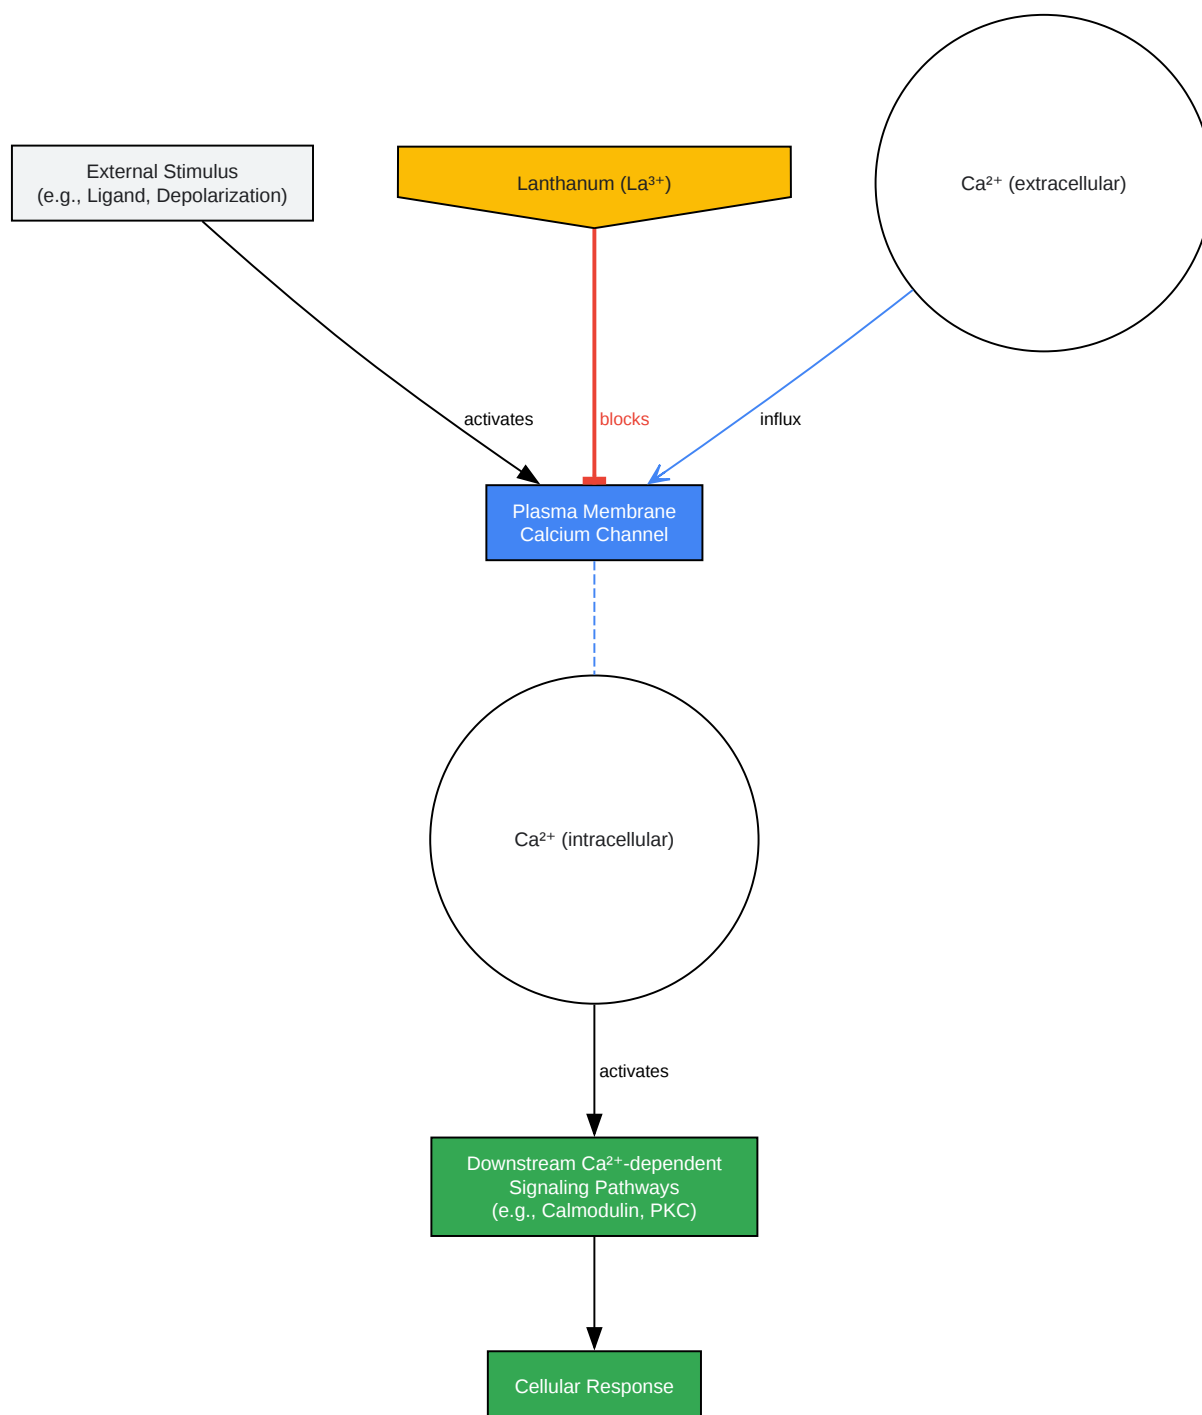 External Stimulus
(e.g., Ligand, Depolarization)
Lanthanum (La³⁺)
Ca²⁺ (extracellular)
activates
blocks
influx
Plasma Membrane
Calcium Channel
Ca²⁺ (intracellular)
activates
Downstream Ca²⁺-dependent
Signaling Pathways
(e.g., Calmodulin, PKC)
Cellular Response